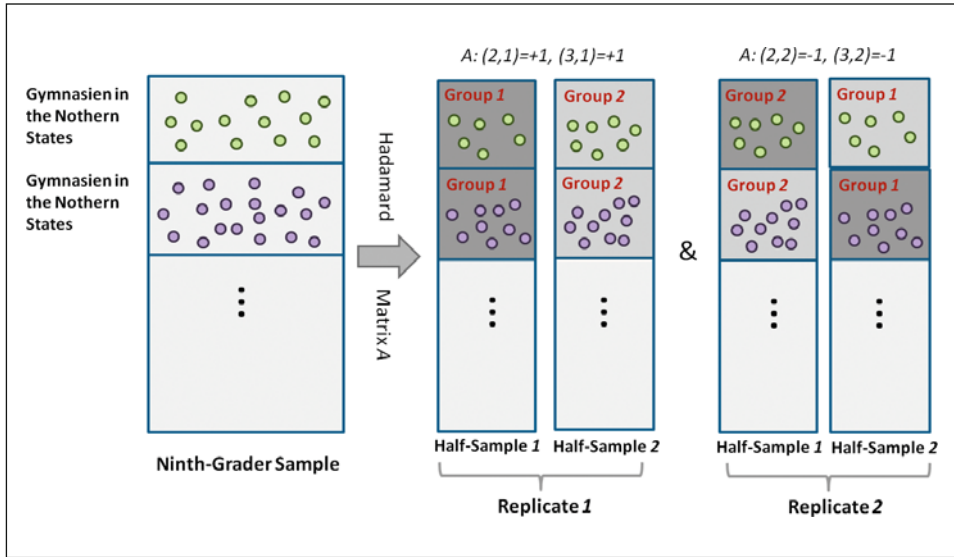 A: (2,1)=+1, (3,1)=+1
A: (2,2)=-1, (3,2)=-1
Gymnasien in
the Nothern
States
Group 1
Group 2
Group 2
Group 1
Gymnasien in
the Nothern
States
Group 1
Group 2
Group 2
Group 1
Hadamard
Matrix A
&
Half-Sample 1
Half-Sample 2
Half-Sample 1
Half-Sample 2
Ninth-Grader Sample
Replicate 1
Replicate 2